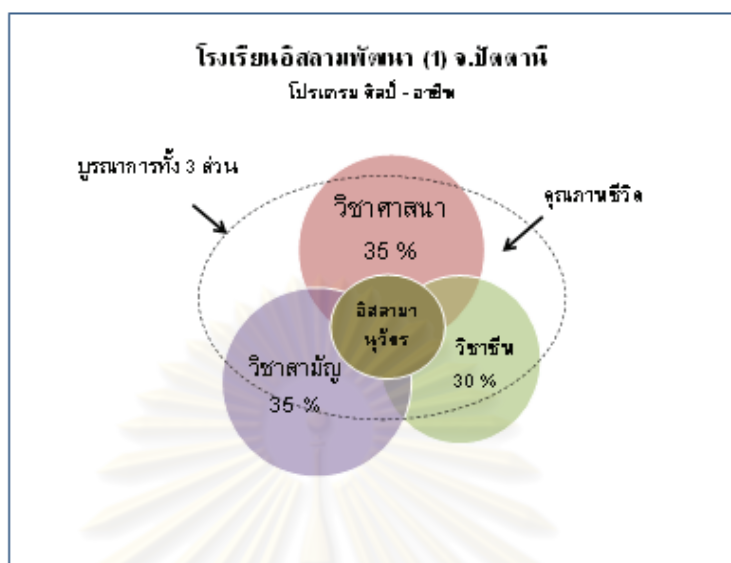 โรงเรียนอิสลามพัฒนา (1) จ.ปัตตานี
โปรแกรม ศิลป์ - อาชีพ
บูรณาการทั้ง 3 ส่วน
คุณภาพชีวิต
วิชาศาสนา
35 %
อิสลามา
นุวัตร
วิชาสามัญ
35 %
วิชาชีพ
30 %